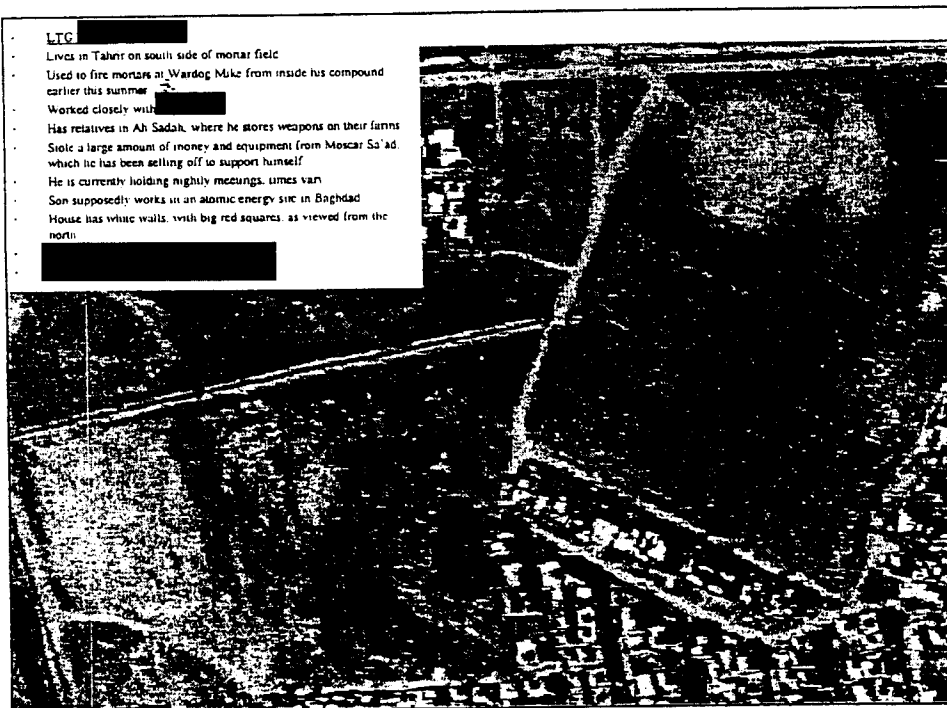 LTG
Lives in Tahrir on south side of mortar field
Used to fire mortars at Wardog Mike from inside his compound
earlier this summer
Worked closely with
Has relatives in Ah Sadah, where he stores weapons on their farms
Stole a large amount of money and equipment from Moscar Sa'ad,
which he has been selling off to support himself
He is currently holding nightly meetings, times vary
Son supposedly works in an atomic energy site in Baghdad
House has white walls, with big red squares, as viewed from the
north